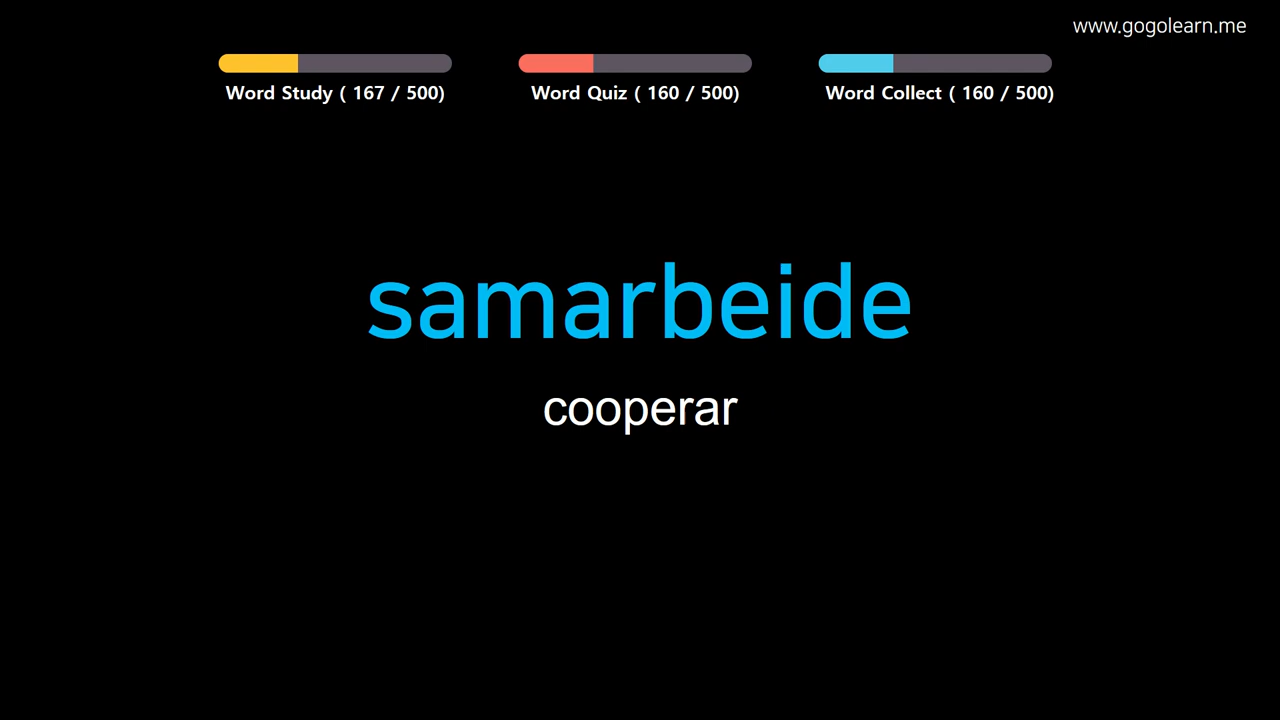 www.gogolearn.me
Word Study ( 167 / 500)
Word Quiz ( 160 / 500)
Word Collect ( 160 / 500)
samarbeide
cooperar